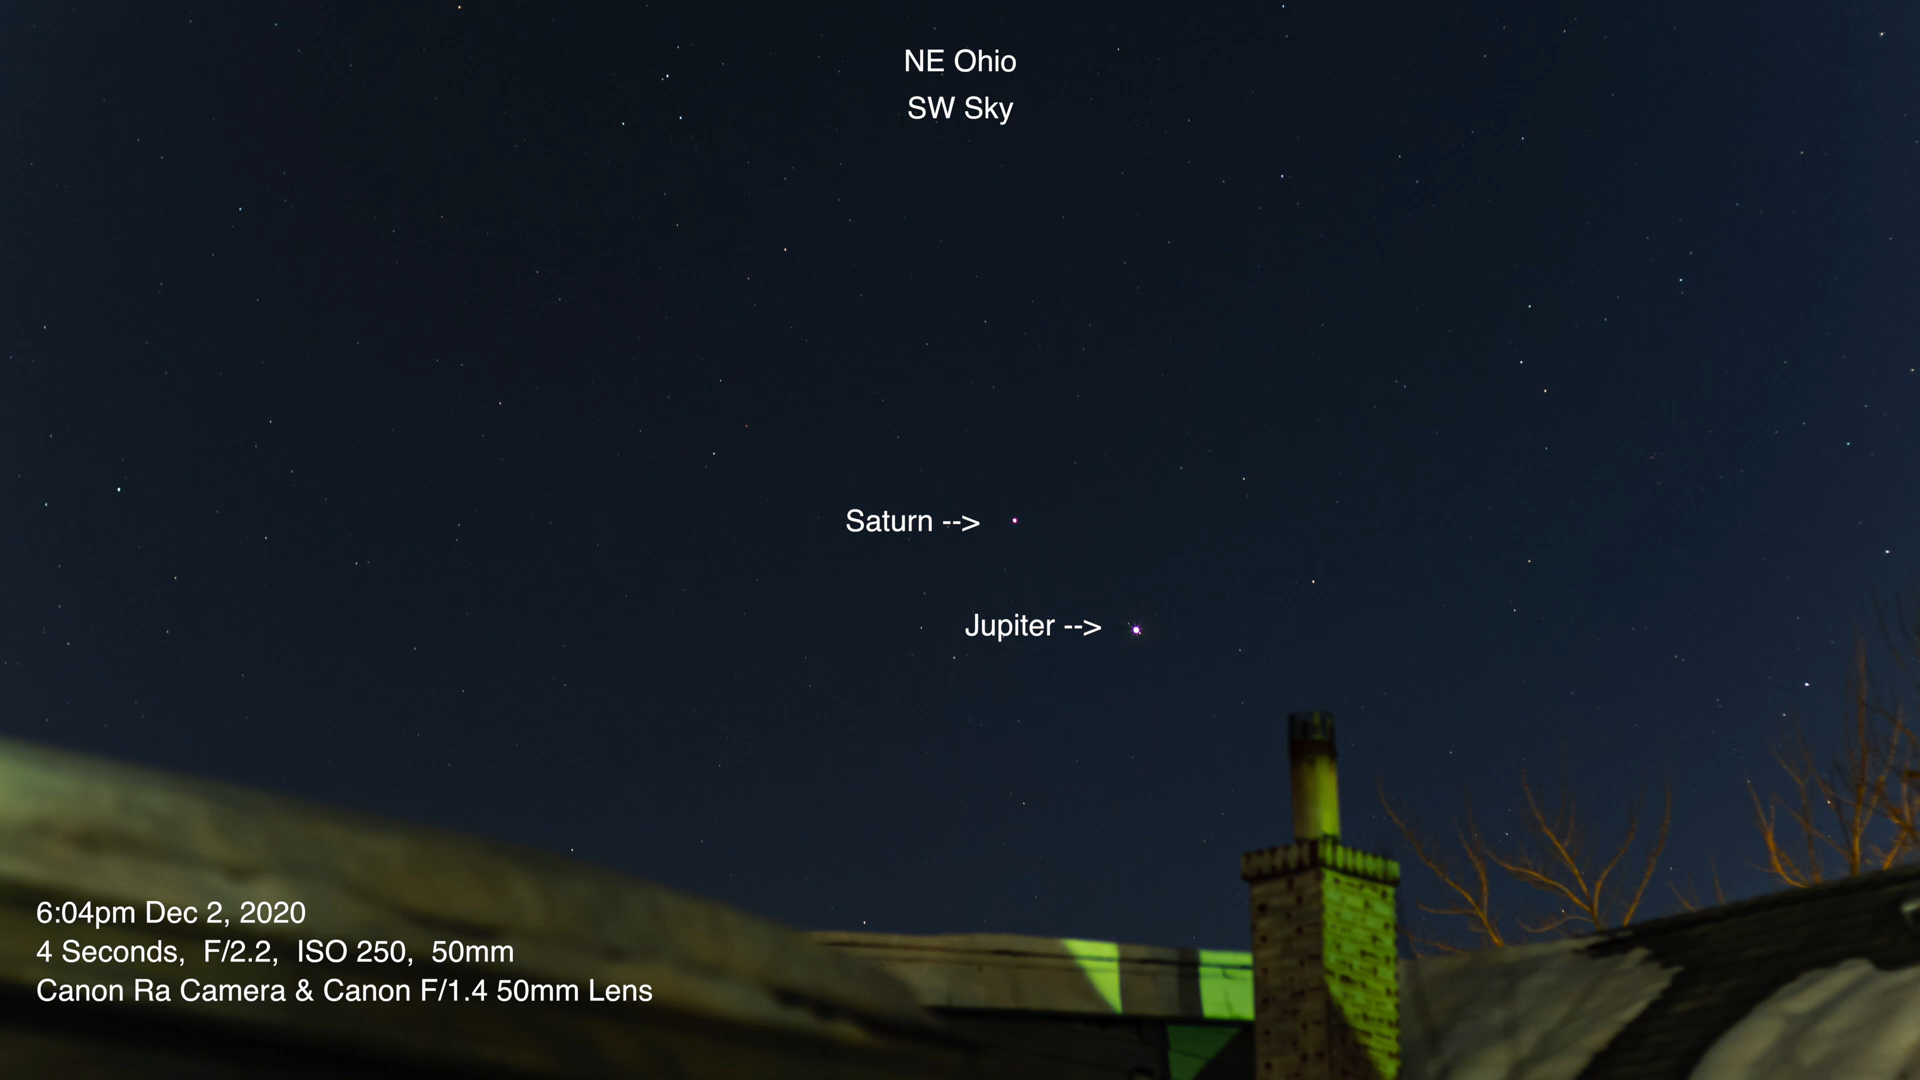 NE Ohio
SW Sky
Saturn -->
Jupiter -->
6:04pm Dec 2, 2020
4 Seconds, F/2.2, ISO 250, 50mm
Canon Ra Camera & Canon F/1.4 50mm Lens